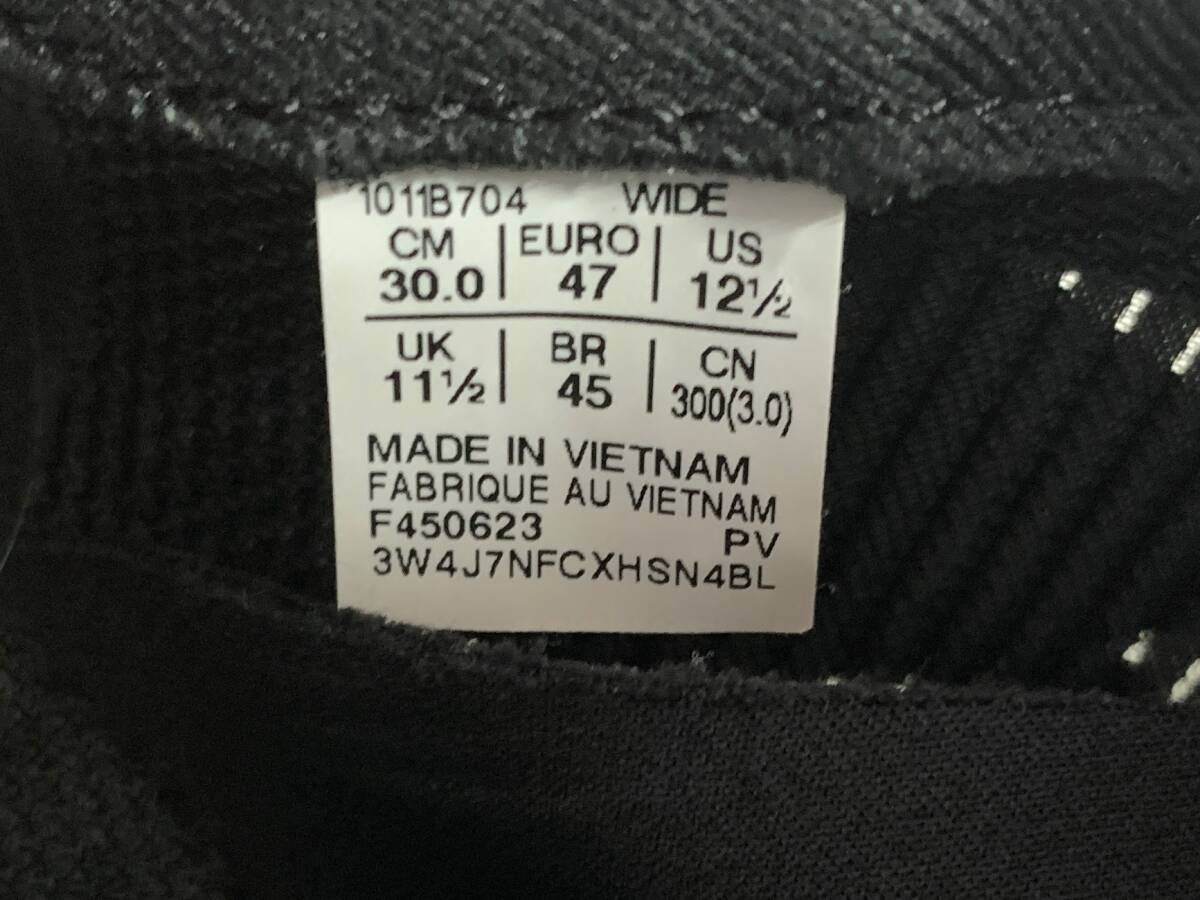 1011B704 WIDE
CM EURO US
30.0 47 12½
UK BR CN
11½ 45 300(3.0)
MADE IN VIETNAM
FABRIQUE AU VIETNAM
F450623 PV
3W4J7NFCXHSN4BL